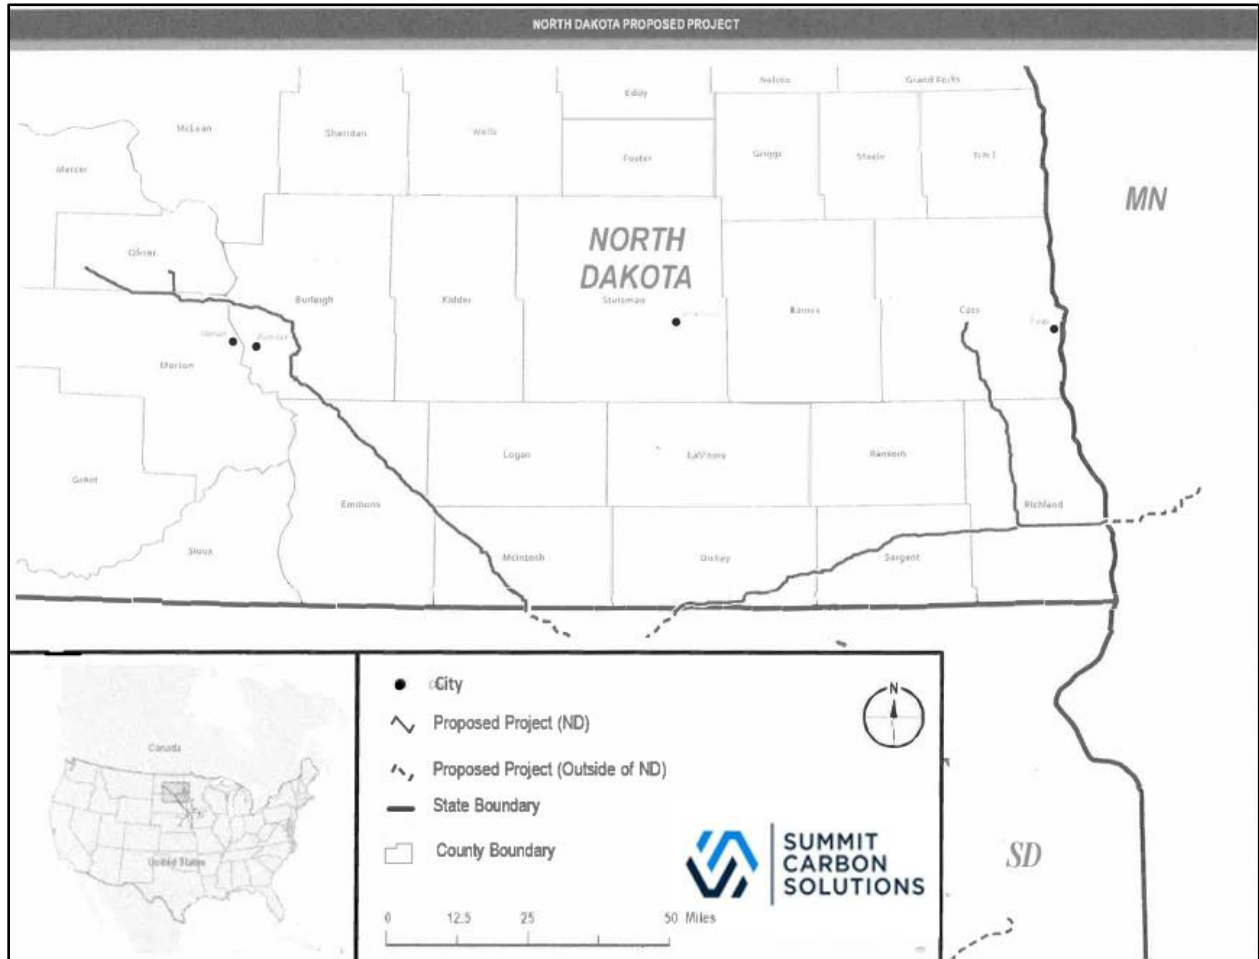 NORTH DAKOTA PROPOSED PROJECT
Nelson
Grand Forks
Eddy
McLean
Sheridan
Wells
Foster
Griggs
Steele
Mercer
MN
NORTH
DAKOTA
Oliver
Burleigh
Kidder
Stutsman
Barnes
Cass
Morton
Logan
LaMoure
Ransom
Grant
Emmons
Richland
Sioux
McIntosh
Dickey
Sargent
City
Proposed Project (ND)
Canada
Proposed Project (Outside of ND)
State Boundary
County Boundary
United States
SUMMIT
CARBON
SOLUTIONS
SD
N
0 12.5 25 50 Miles